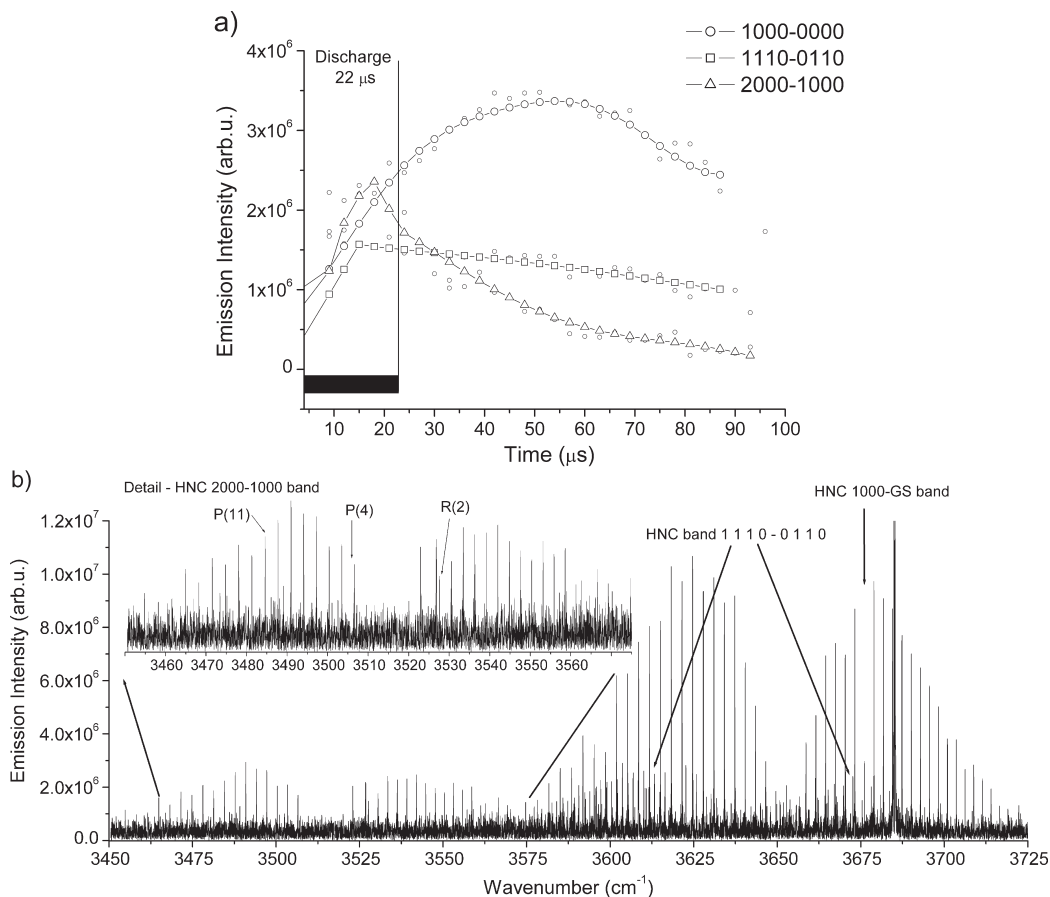 a)
1000-0000
1110-0110
2000-1000
Discharge
22 μs
4x10⁶
3x10⁶
2x10⁶
1x10⁶
0
Emission Intensity (arb.u.)
10 20 30 40 50 60 70 80 90 100
Time (μs)
b)
Detail - HNC 2000-1000 band
P(11)
P(4)
R(2)
HNC 1000-GS band
HNC band 1 1 1 0 - 0 1 1 0
3460 3470 3480 3490 3500 3510 3520 3530 3540 3550 3560
1.2x10⁷
1.0x10⁷
8.0x10⁶
6.0x10⁶
4.0x10⁶
2.0x10⁶
0.0
Emission Intensity (arb.u.)
3450 3475 3500 3525 3550 3575 3600 3625 3650 3675 3700 3725
Wavenumber (cm⁻¹)